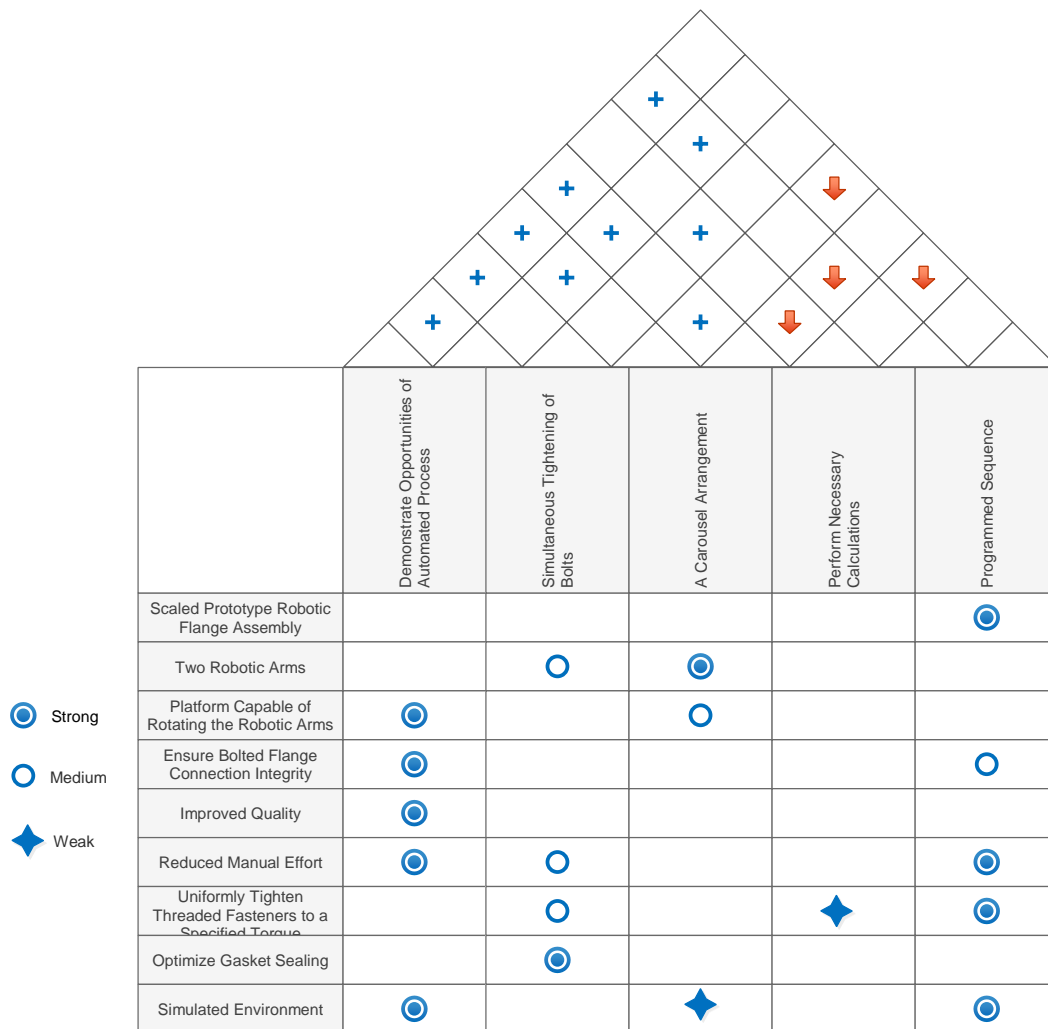 Demonstrate Opportunities of
Automated Process
Simultaneous Tightening of
Bolts
A Carousel Arrangement
Perform Necessary
Calculations
Programmed Sequence
Scaled Prototype Robotic
Flange Assembly
Two Robotic Arms
Platform Capable of
Rotating the Robotic Arms
Ensure Bolted Flange
Connection Integrity
Improved Quality
Reduced Manual Effort
Uniformly Tighten
Threaded Fasteners to a
Specified Torque
Optimize Gasket Sealing
Simulated Environment
Strong
Medium
Weak